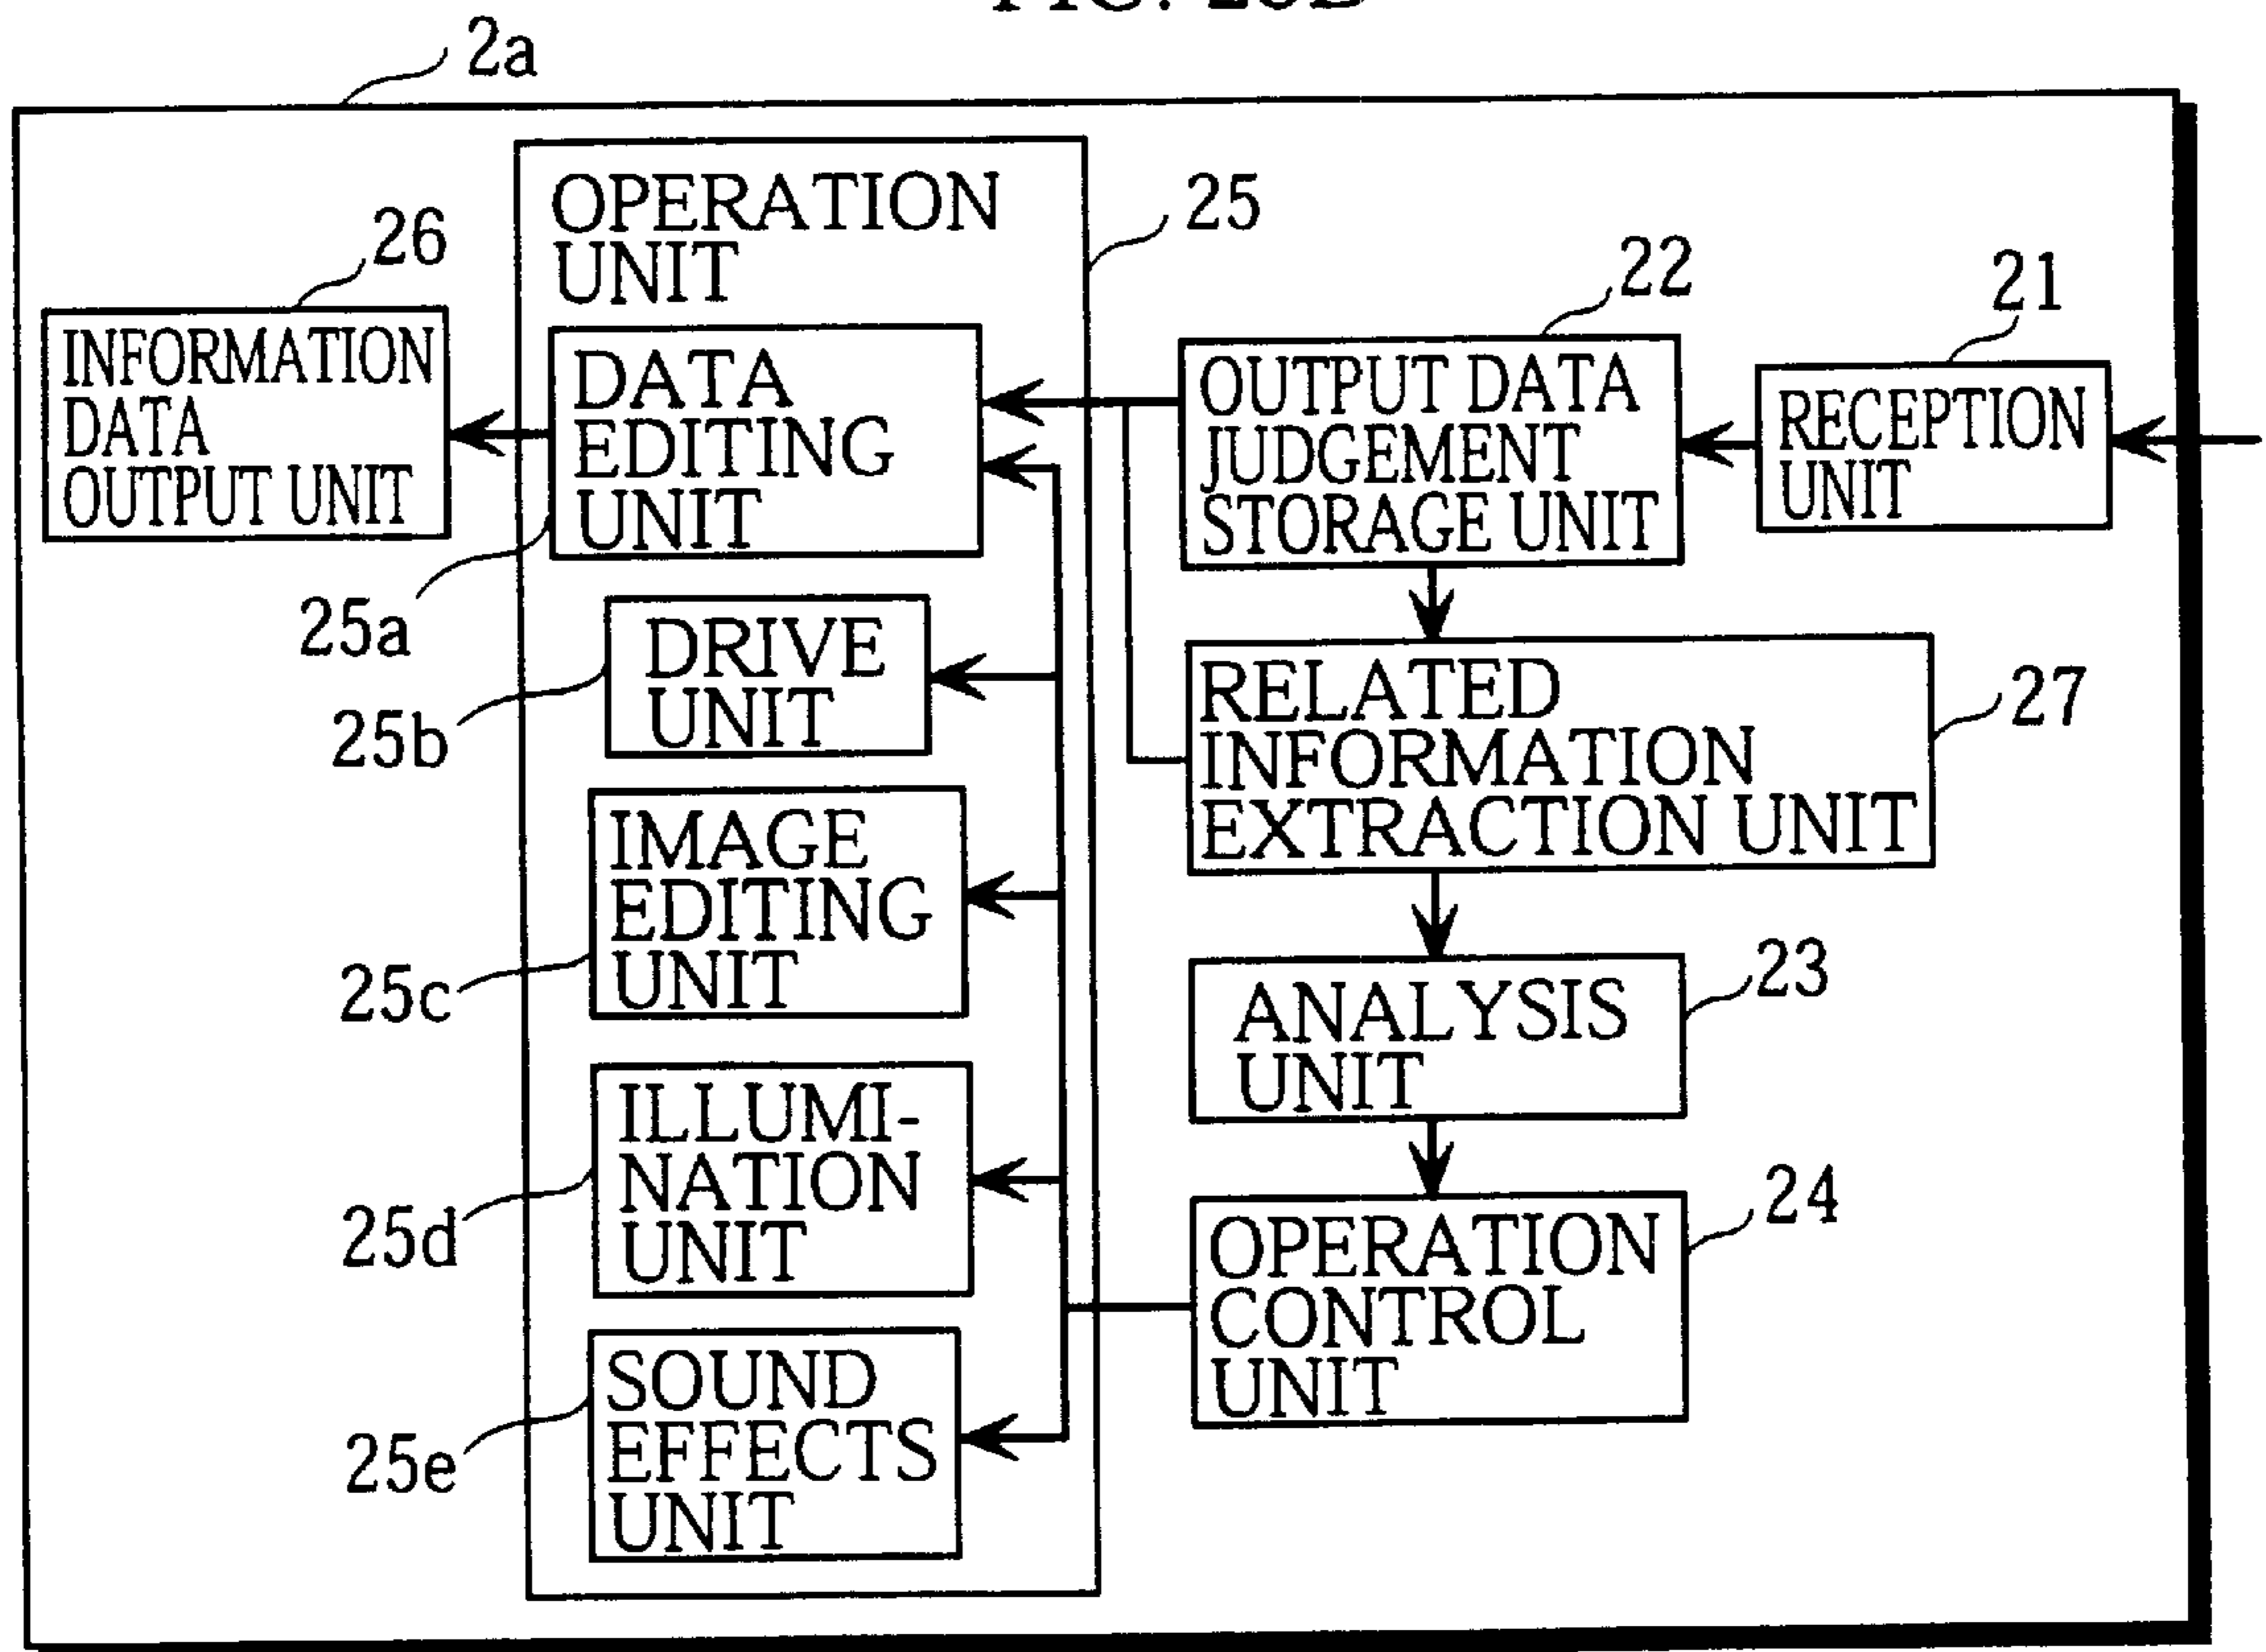 2a
OPERATION
UNIT
25
26
INFORMATION
DATA
OUTPUT UNIT
DATA
EDITING
UNIT
25a
22
OUTPUT DATA
JUDGEMENT
STORAGE UNIT
21
RECEPTION
UNIT
DRIVE
UNIT
25b
RELATED
INFORMATION
EXTRACTION UNIT
27
IMAGE
EDITING
UNIT
25c
ANALYSIS
UNIT
23
ILLUMI-
NATION
UNIT
25d
OPERATION
CONTROL
UNIT
24
SOUND
EFFECTS
UNIT
25e